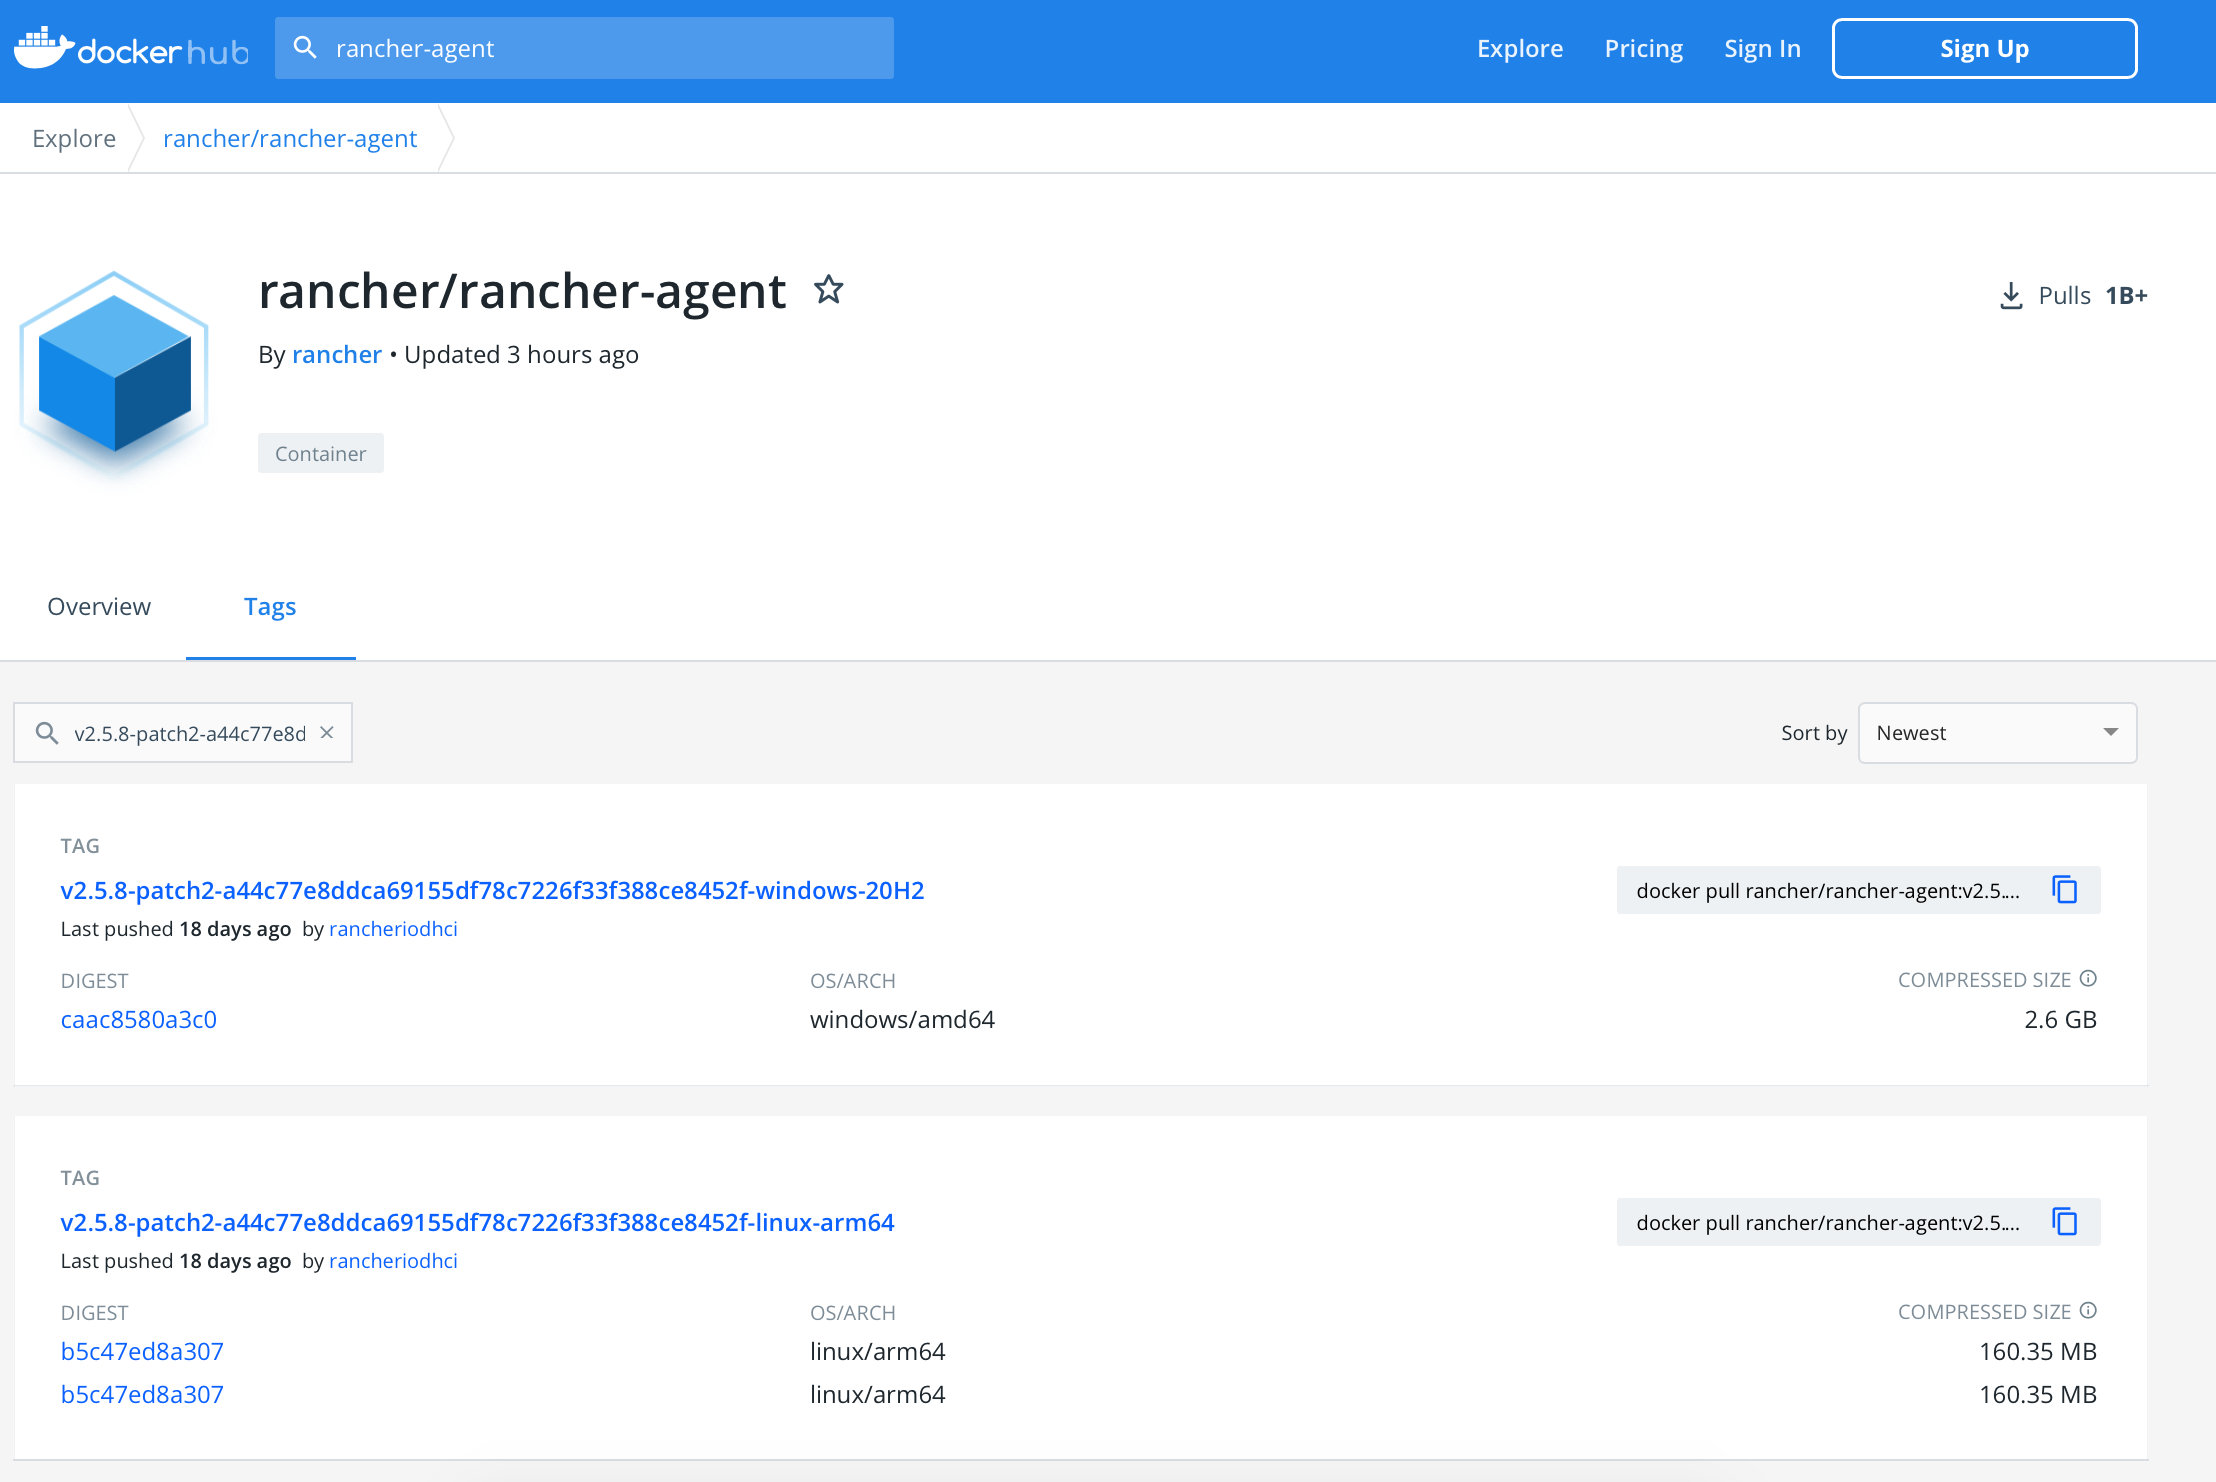 docker hub
rancher-agent
Explore
Pricing
Sign In
Sign Up
Explore
rancher/rancher-agent
rancher/rancher-agent
Pulls 1B+
By rancher • Updated 3 hours ago
Container
Overview
Tags
v2.5.8-patch2-a44c77e8d
Sort by
Newest
TAG
v2.5.8-patch2-a44c77e8ddca69155df78c7226f33f388ce8452f-windows-20H2
docker pull rancher/rancher-agent:v2.5....
Last pushed 18 days ago by rancheriodhci
DIGEST
OS/ARCH
COMPRESSED SIZE
caac8580a3c0
windows/amd64
2.6 GB
TAG
v2.5.8-patch2-a44c77e8ddca69155df78c7226f33f388ce8452f-linux-arm64
docker pull rancher/rancher-agent:v2.5....
Last pushed 18 days ago by rancheriodhci
DIGEST
OS/ARCH
COMPRESSED SIZE
b5c47ed8a307
linux/arm64
160.35 MB
b5c47ed8a307
linux/arm64
160.35 MB